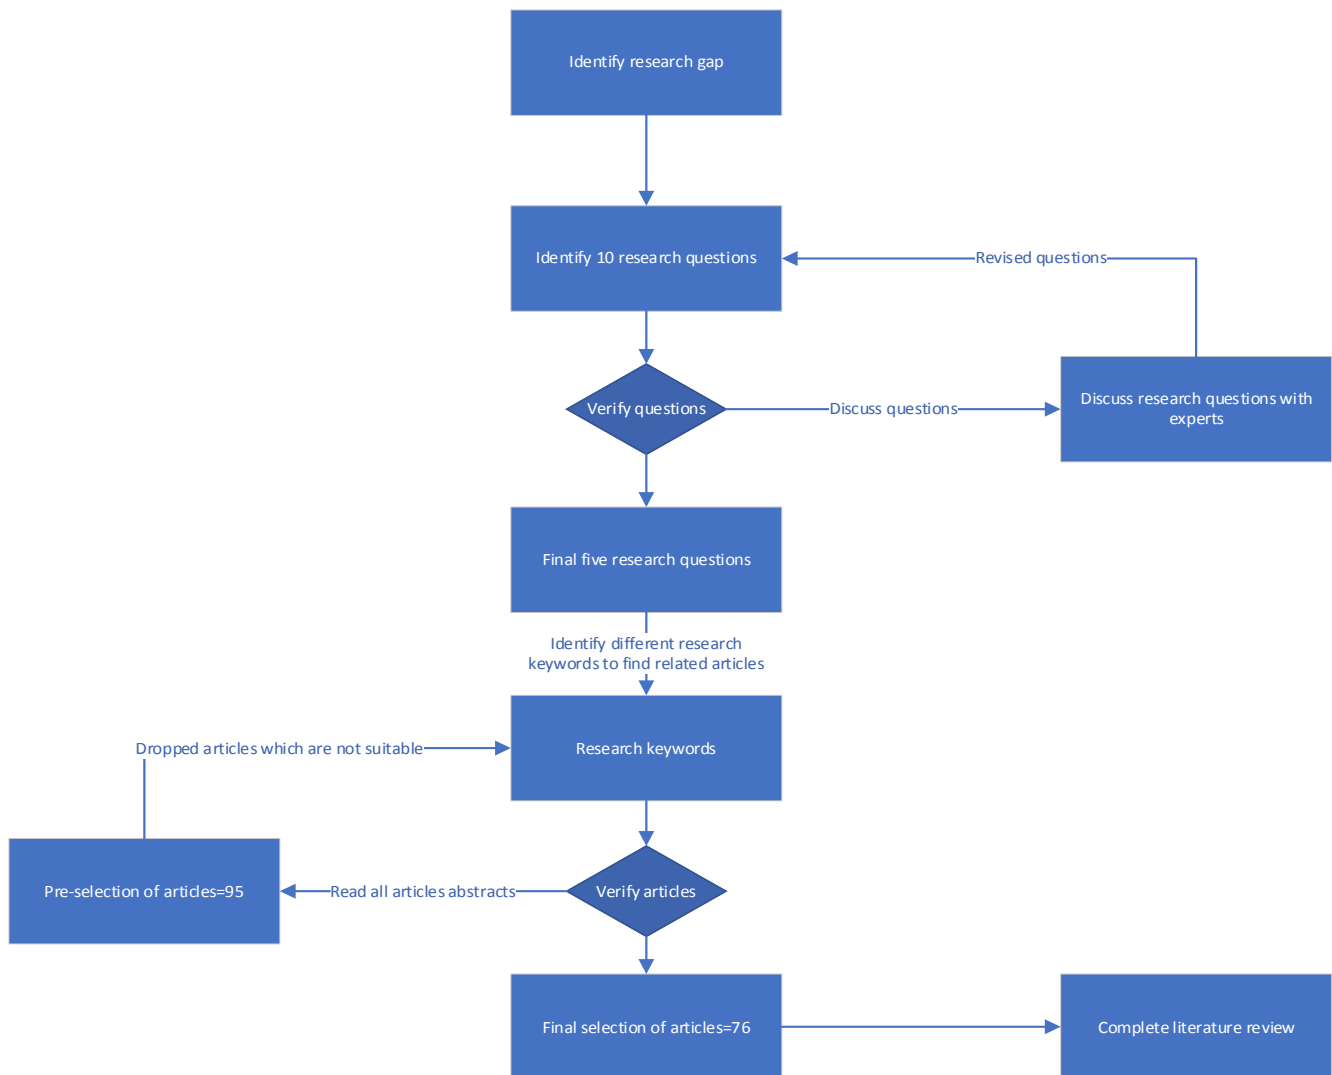 Identify research gap
Identify 10 research questions
Revised questions
Verify questions
Discuss questions
Discuss research questions with
experts
Final five research questions
Identify different research
keywords to find related articles
Dropped articles which are not suitable
Research keywords
Pre-selection of articles=95
Read all articles abstracts
Verify articles
Final selection of articles=76
Complete literature review